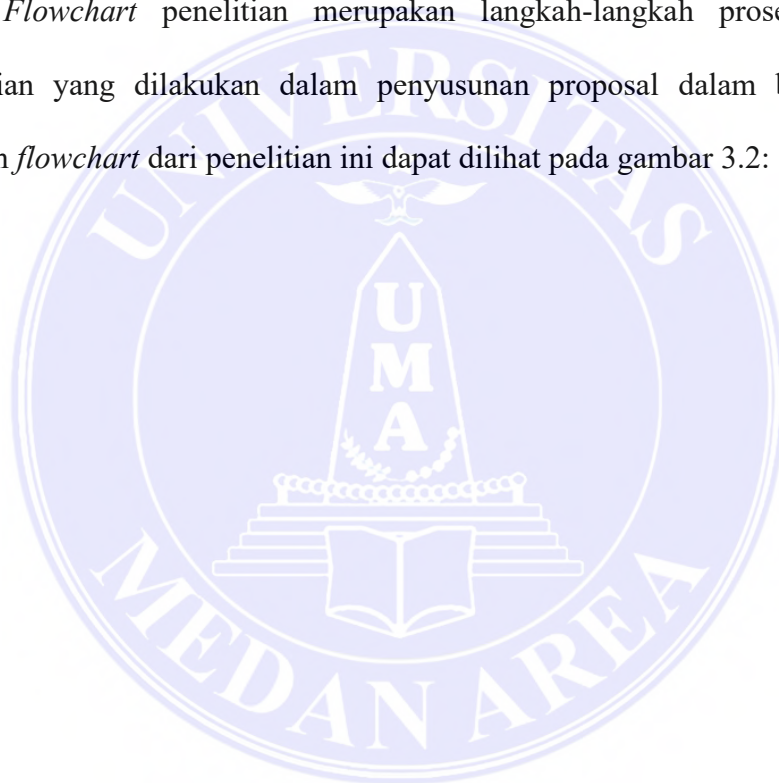 Flowchart penelitian merupakan langkah-langkah prose
ian yang dilakukan dalam penyusunan proposal dalam b
n flowchart dari penelitian ini dapat dilihat pada gambar 3.2:
UNIVERSITAS
U
M
A
MEDAN AREA